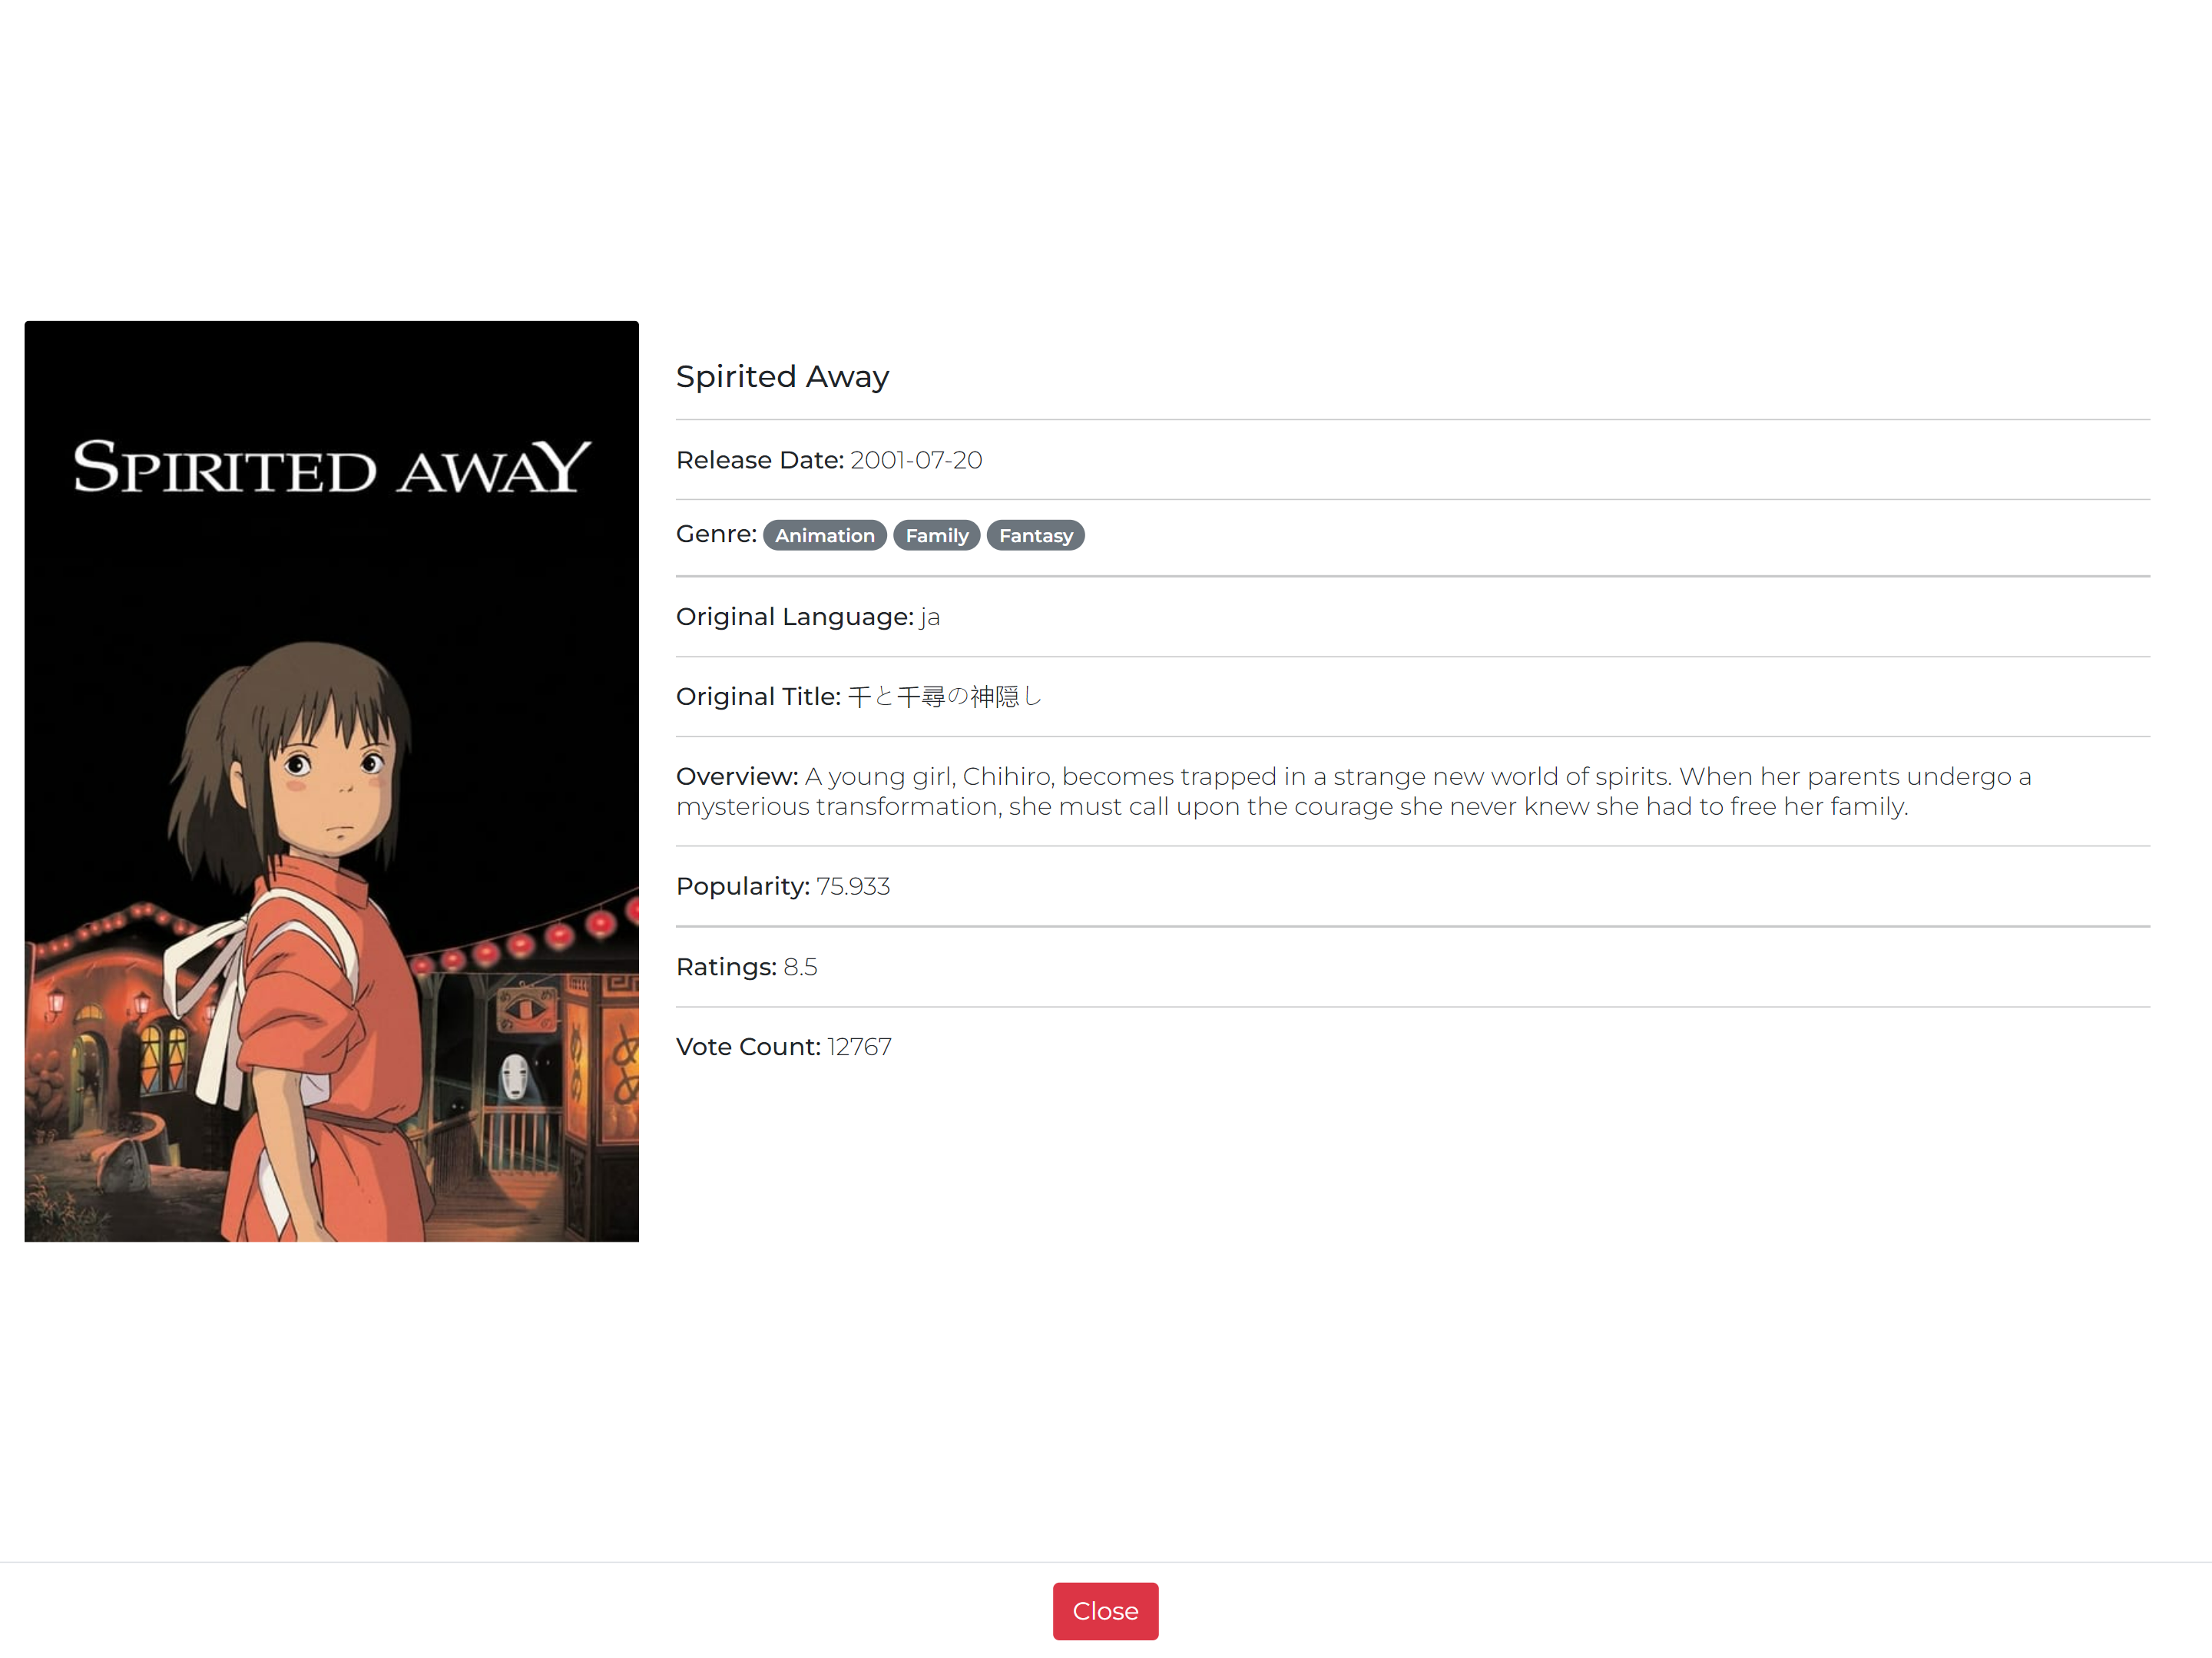 SPIRITED AWAY
Spirited Away
Release Date: 2001-07-20
Genre: Animation Family Fantasy
Original Language: ja
Original Title: 千と千尋の神隠し
Overview: A young girl, Chihiro, becomes trapped in a strange new world of spirits. When her parents undergo a
mysterious transformation, she must call upon the courage she never knew she had to free her family.
Popularity: 75.933
Ratings: 8.5
Vote Count: 12767
Close